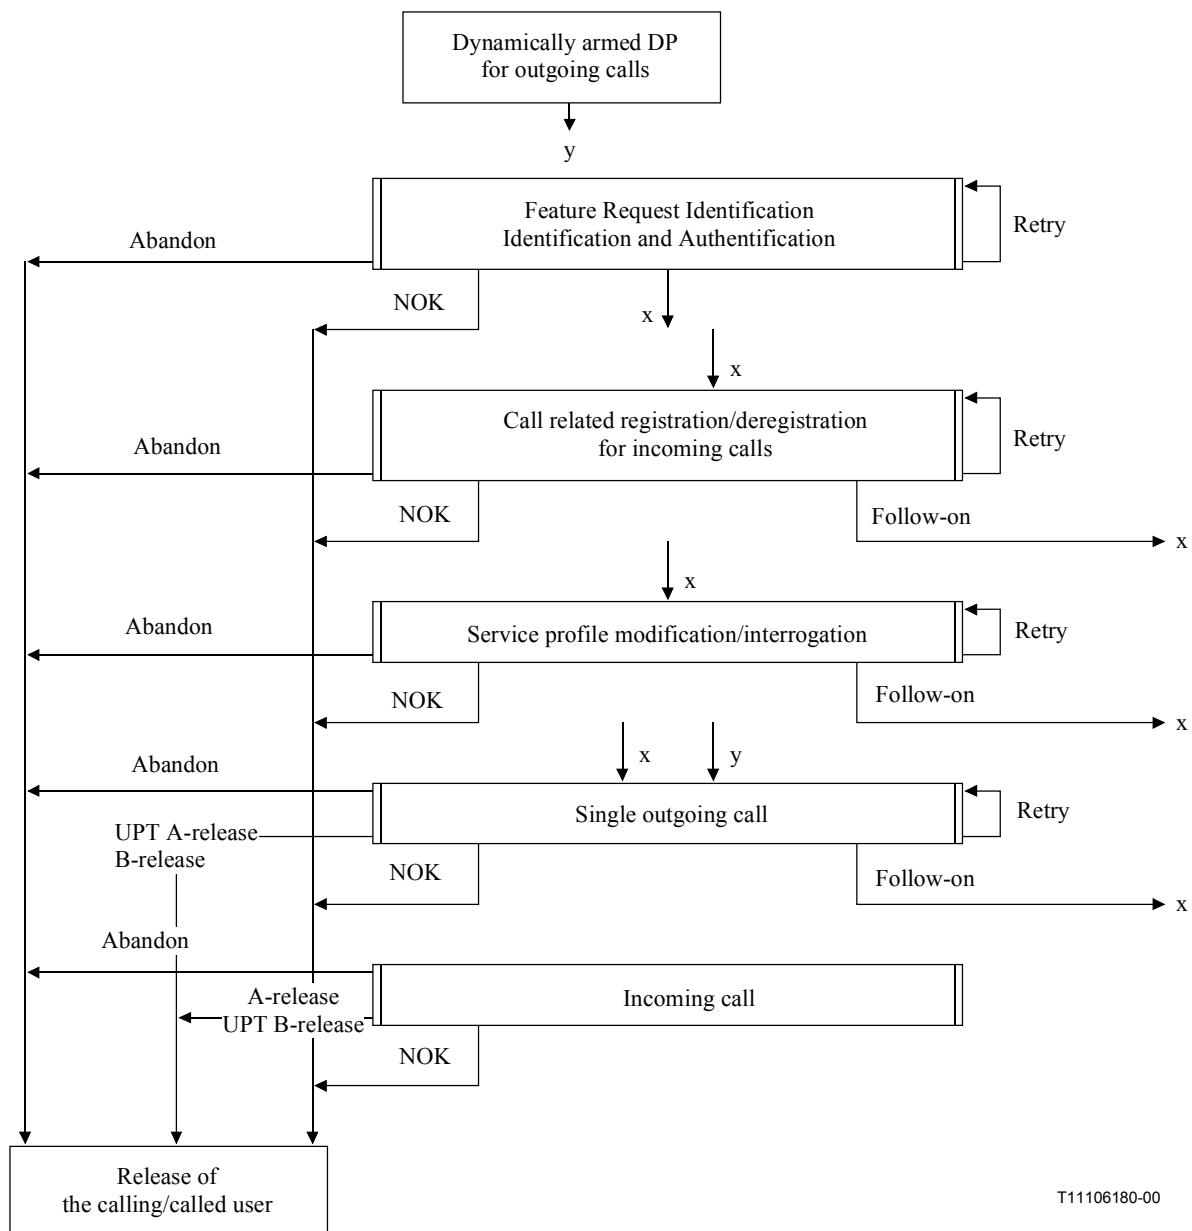 Dynamically armed DP
for outgoing calls
y
Feature Request Identification
Identification and Authentification
Retry
Abandon
NOK
x
x
Call related registration/deregistration
for incoming calls
Retry
Abandon
NOK
Follow-on
x
x
Service profile modification/interrogation
Retry
Abandon
NOK
Follow-on
x
x
y
Abandon
Single outgoing call
Retry
UPT A-release
B-release
NOK
Follow-on
x
Abandon
Incoming call
A-release
UPT B-release
NOK
Release of
the calling/called user
T11106180-00